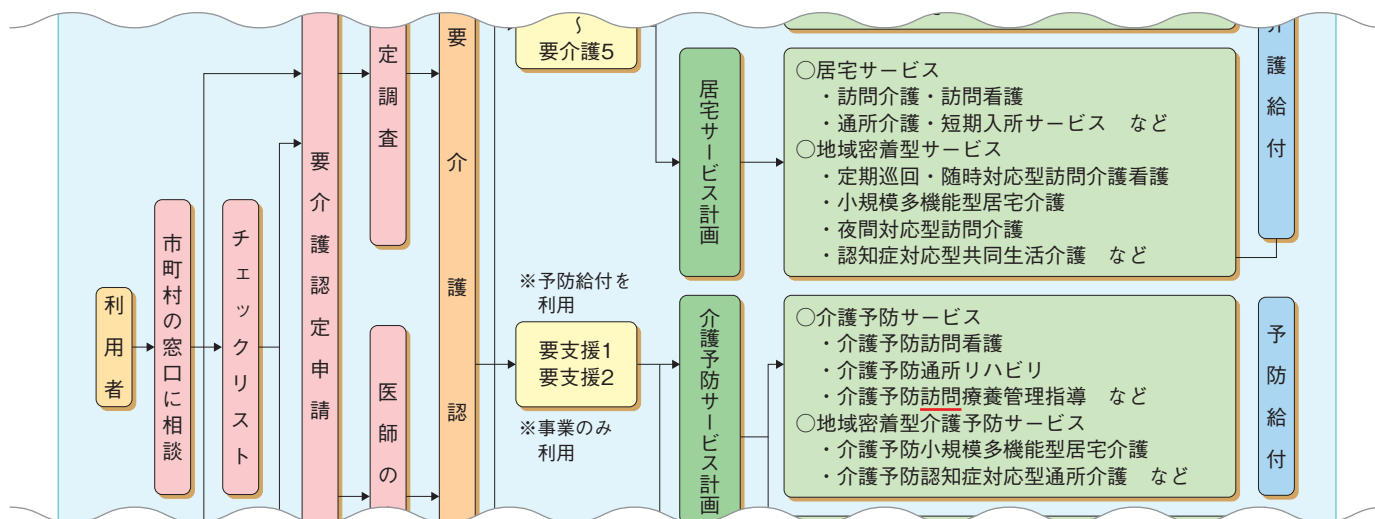 利用者
市町村の窓口に相談
チェックリスト
要介護認定申請
定調査
医師の
要介護認
〜
要介護5
※予防給付を
利用
要支援1
要支援2
※事業のみ
利用
居宅サービス計画
○居宅サービス
・訪問介護・訪問看護
・通所介護・短期入所サービス　など
○地域密着型サービス
・定期巡回・随時対応型訪問介護看護
・小規模多機能型居宅介護
・夜間対応型訪問介護
・認知症対応型共同生活介護　など
護給付
介護予防サービス計画
○介護予防サービス
・介護予防訪問看護
・介護予防通所リハビリ
・介護予防訪問療養管理指導　など
○地域密着型介護予防サービス
・介護予防小規模多機能型居宅介護
・介護予防認知症対応型通所介護　など
予防給付